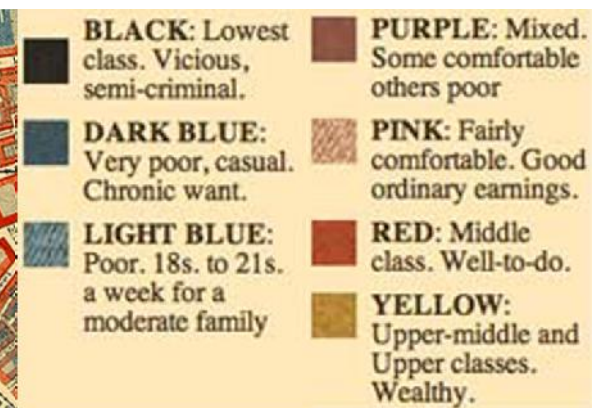 BLACK: Lowest
class. Vicious,
semi-criminal.
DARK BLUE:
Very poor, casual.
Chronic want.
LIGHT BLUE:
Poor. 18s. to 21s.
a week for a
moderate family
PURPLE: Mixed.
Some comfortable
others poor
PINK: Fairly
comfortable. Good
ordinary earnings.
RED: Middle
class. Well-to-do.
YELLOW:
Upper-middle and
Upper classes.
Wealthy.